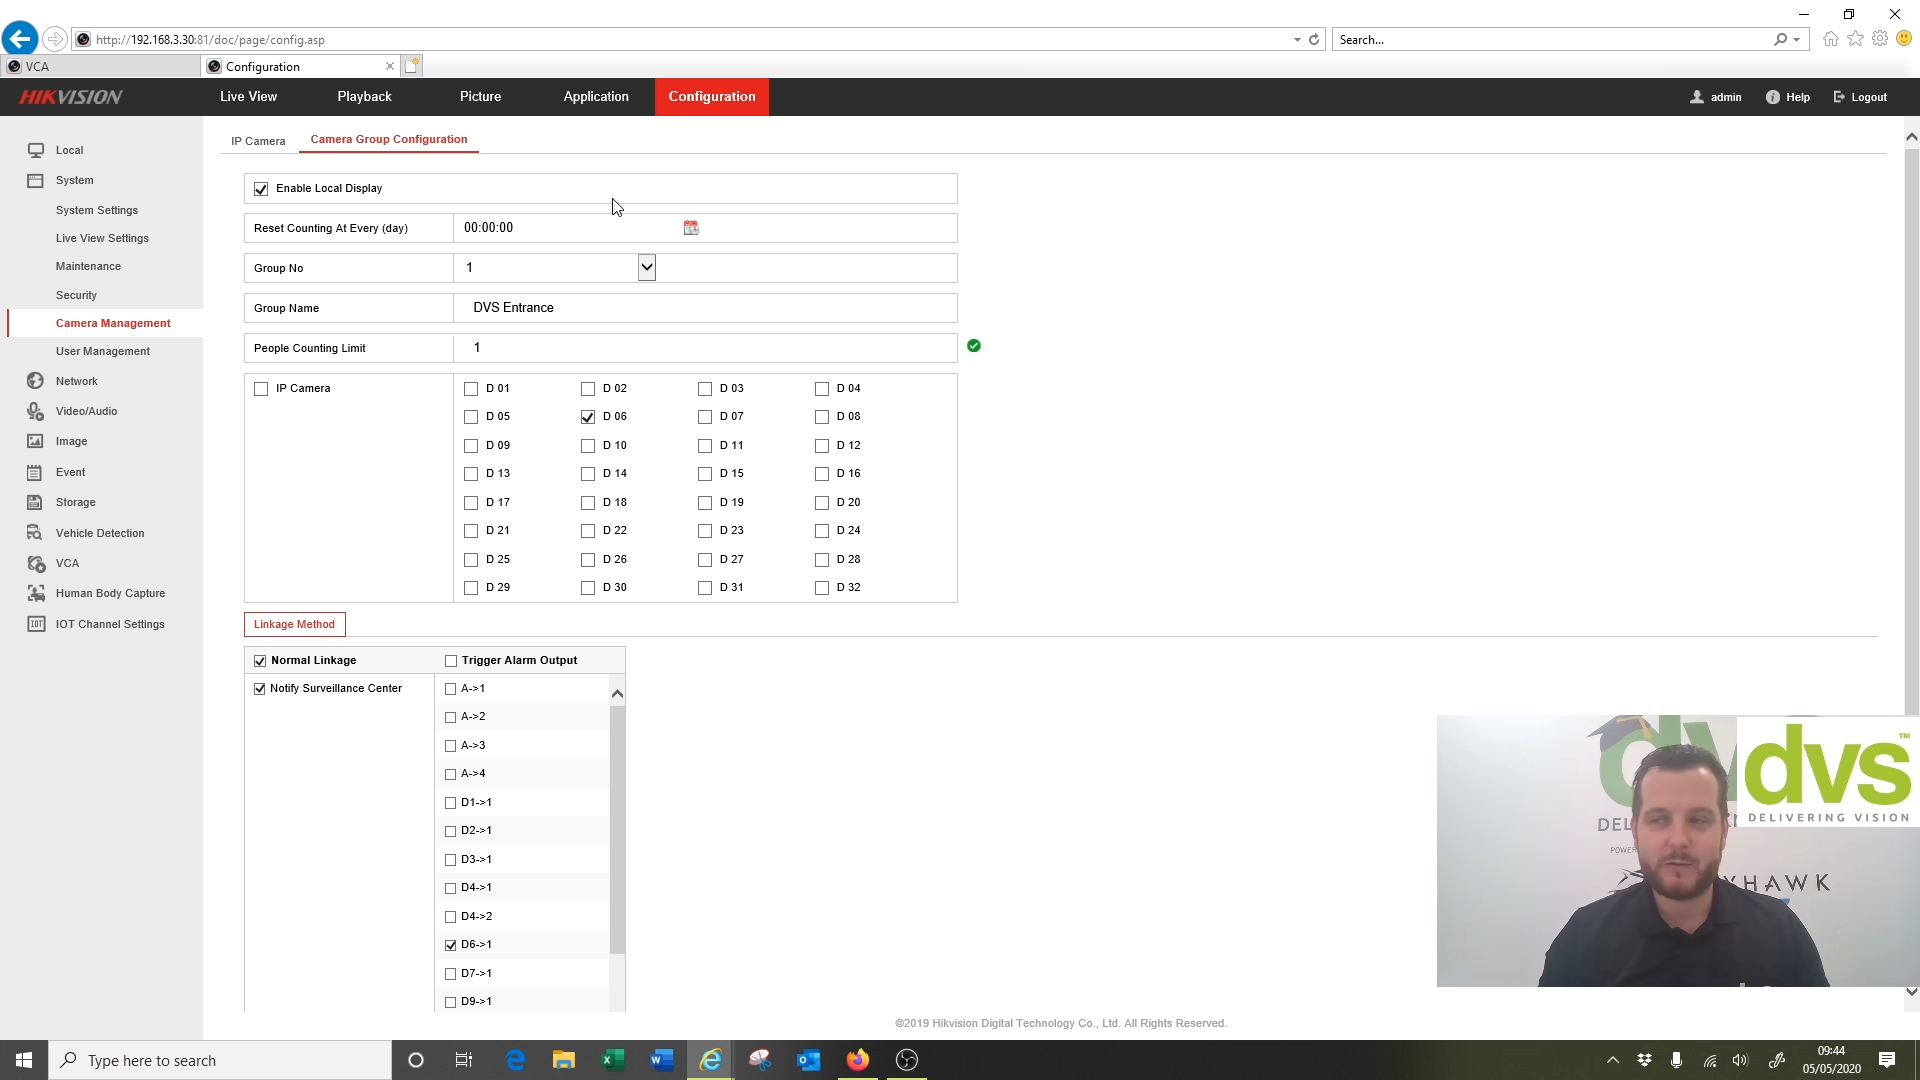 http://192.168.3.30:81/doc/page/config.asp
Search...
VCA
Configuration
HIKVISION
Live View
Playback
Picture
Application
Configuration
admin
Help
Logout
Local
System
System Settings
Live View Settings
Maintenance
Security
Camera Management
User Management
Network
Video/Audio
Image
Event
Storage
Vehicle Detection
VCA
Human Body Capture
IOT Channel Settings
IP Camera
Camera Group Configuration
Enable Local Display
Reset Counting At Every (day) 00:00:00
Group No 1
Group Name DVS Entrance
People Counting Limit 1
IP Camera
D 01 D 02 D 03 D 04
D 05 D 06 D 07 D 08
D 09 D 10 D 11 D 12
D 13 D 14 D 15 D 16
D 17 D 18 D 19 D 20
D 21 D 22 D 23 D 24
D 25 D 26 D 27 D 28
D 29 D 30 D 31 D 32
Linkage Method
Normal Linkage Trigger Alarm Output
Notify Surveillance Center
A->1
A->2
A->3
A->4
D1->1
D2->1
D3->1
D4->1
D4->2
D6->1
D7->1
D9->1
dvs™
DELIVERING VISION
©2019 Hikvision Digital Technology Co., Ltd. All Rights Reserved.
Type here to search
09:44
05/05/2020